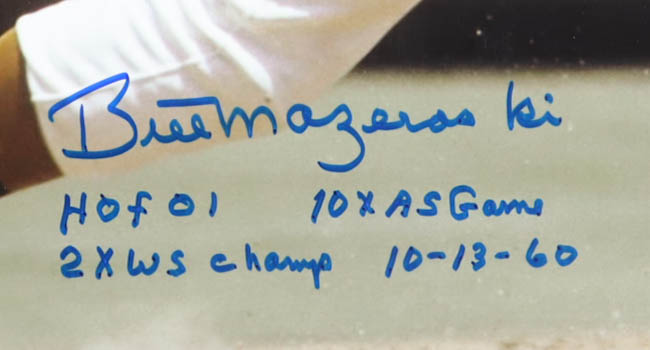 Bill Mazeroski
HOF 01 10X AS Game
2X WS champ 10-13-60